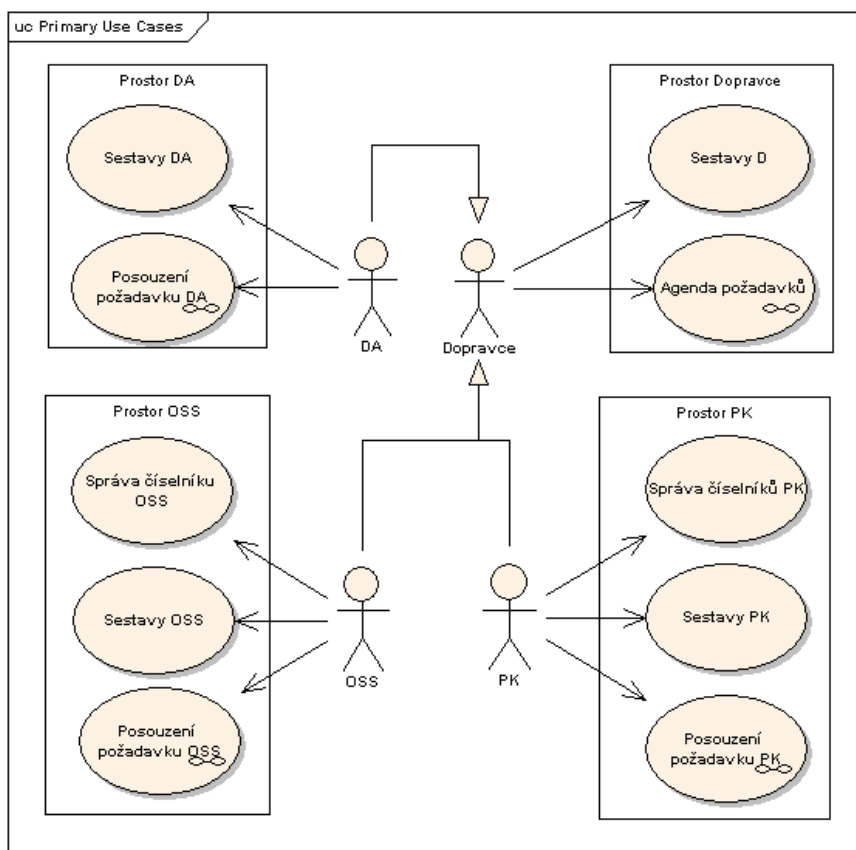 uc Primary Use Cases
Prostor DA
Sestavy DA
Posouzení
požadavku DA
Prostor Dopravce
Sestavy D
Agenda požadavků
DA
Dopravce
Prostor OSS
Správa číselníku
OSS
Sestavy OSS
Posouzení
požadavku OSS
OSS
PK
Prostor PK
Správa číselníků PK
Sestavy PK
Posouzení
požadavku PK